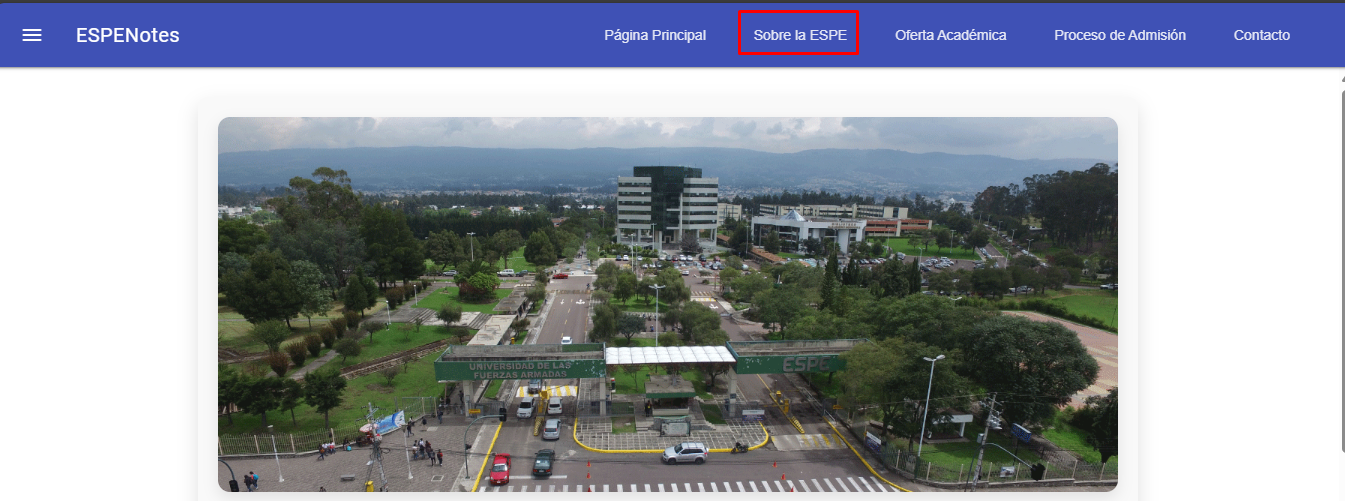 ESPENotes
Página Principal
Sobre la ESPE
Oferta Académica
Proceso de Admisión
Contacto
UNIVERSIDAD DE LAS
FUERZAS ARMADAS
ESPE